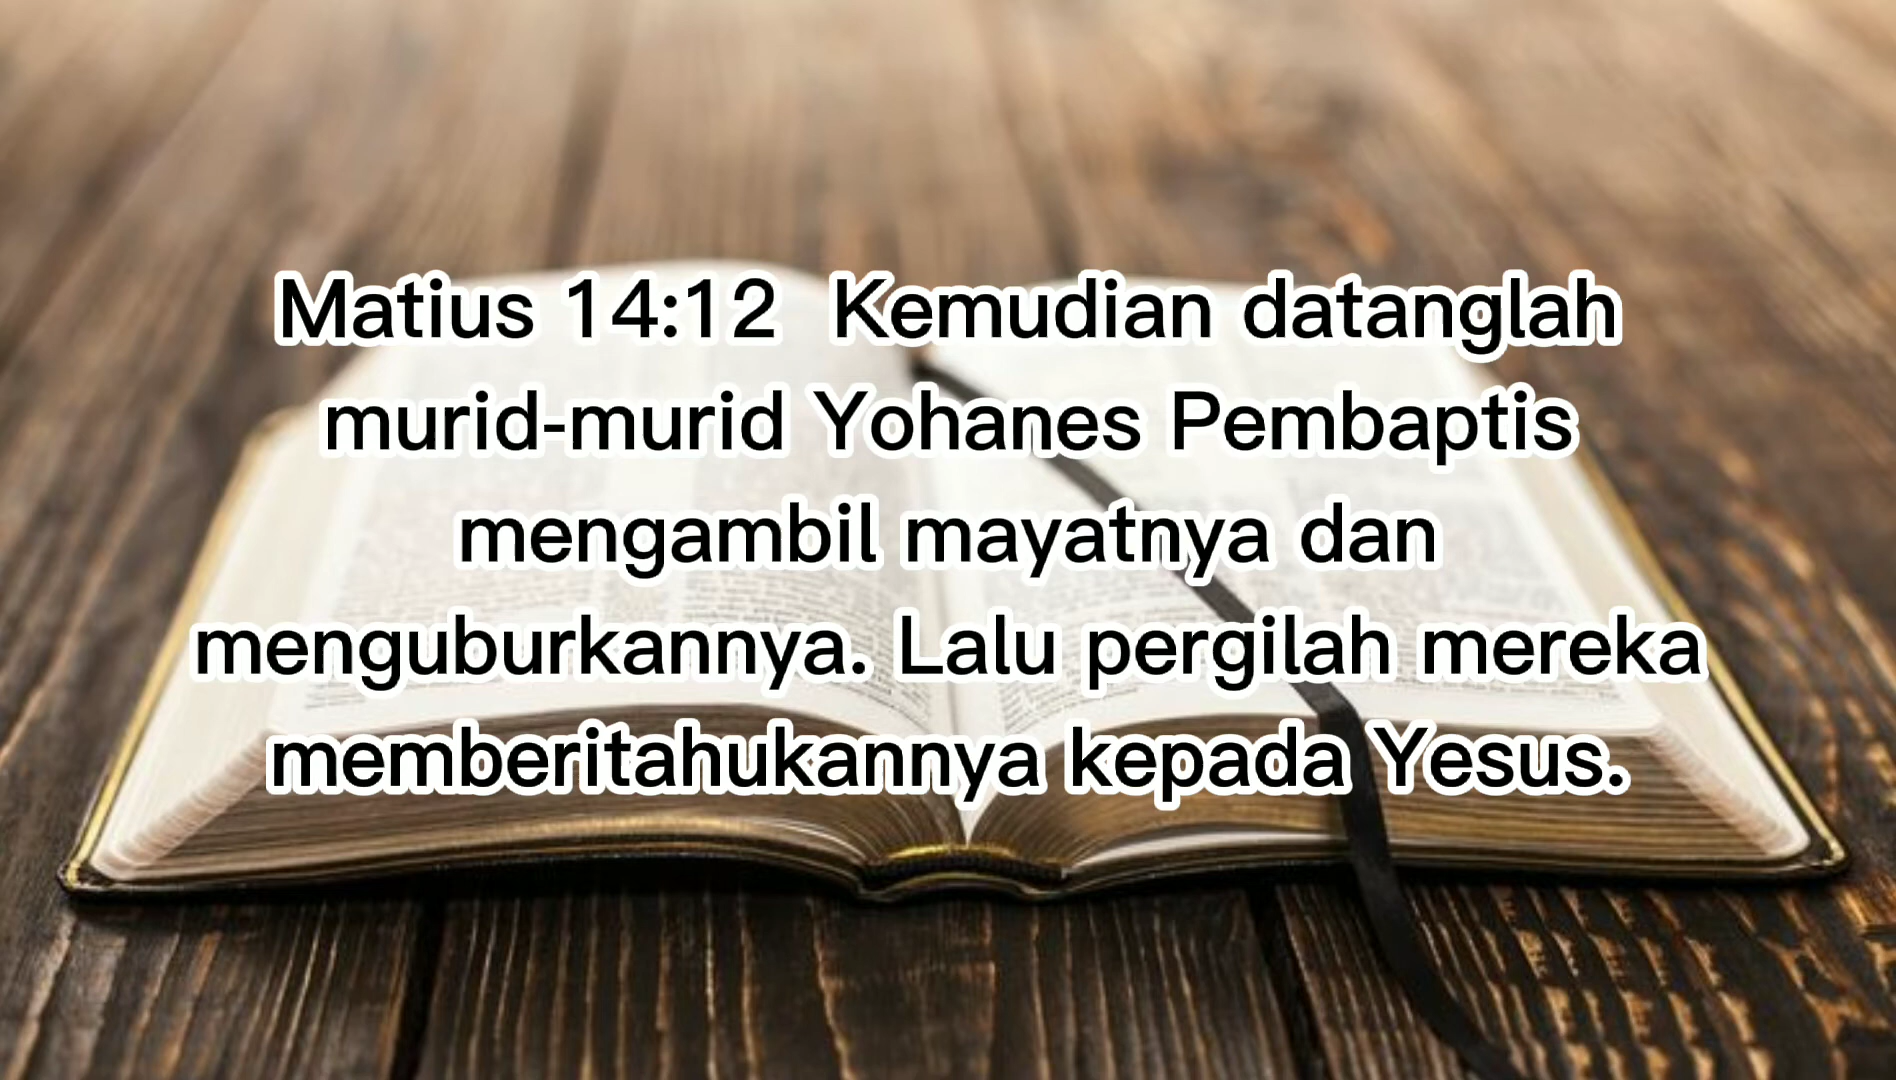 Matius 14:12  Kemudian datanglah
murid-murid Yohanes Pembaptis
mengambil mayatnya dan
menguburkannya. Lalu pergilah mereka
memberitahukannya kepada Yesus.